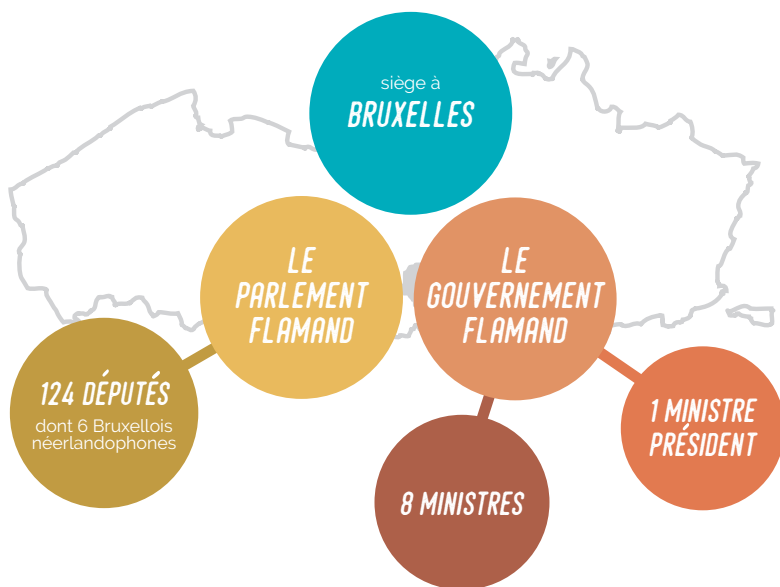 siège à
BRUXELLES
LE
PARLEMENT
FLAMAND
LE
GOUVERNEMENT
FLAMAND
124 DÉPUTÉS
dont 6 Bruxellois
néerlandophones
1 MINISTRE
PRÉSIDENT
8 MINISTRES